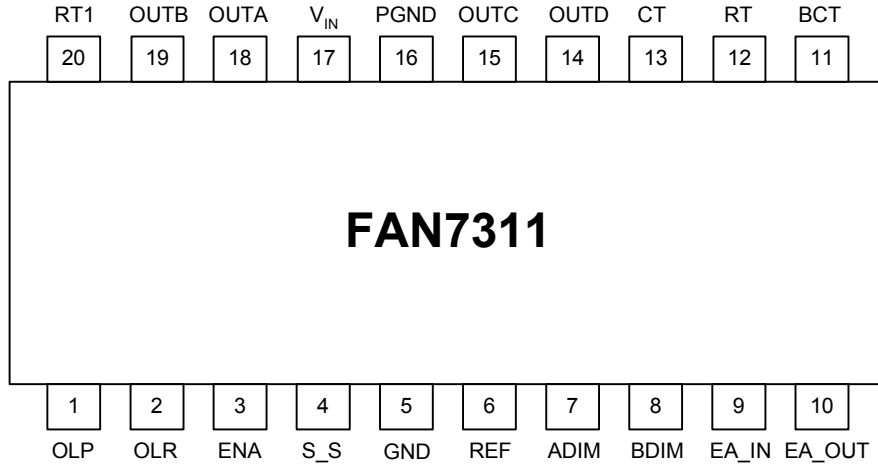 RT1 OUTB OUTA VIN PGND OUTC OUTD CT RT BCT
20 19 18 17 16 15 14 13 12 11
FAN7311
1 2 3 4 5 6 7 8 9 10
OLP OLR ENA S_S GND REF ADIM BDIM EA_IN EA_OUT